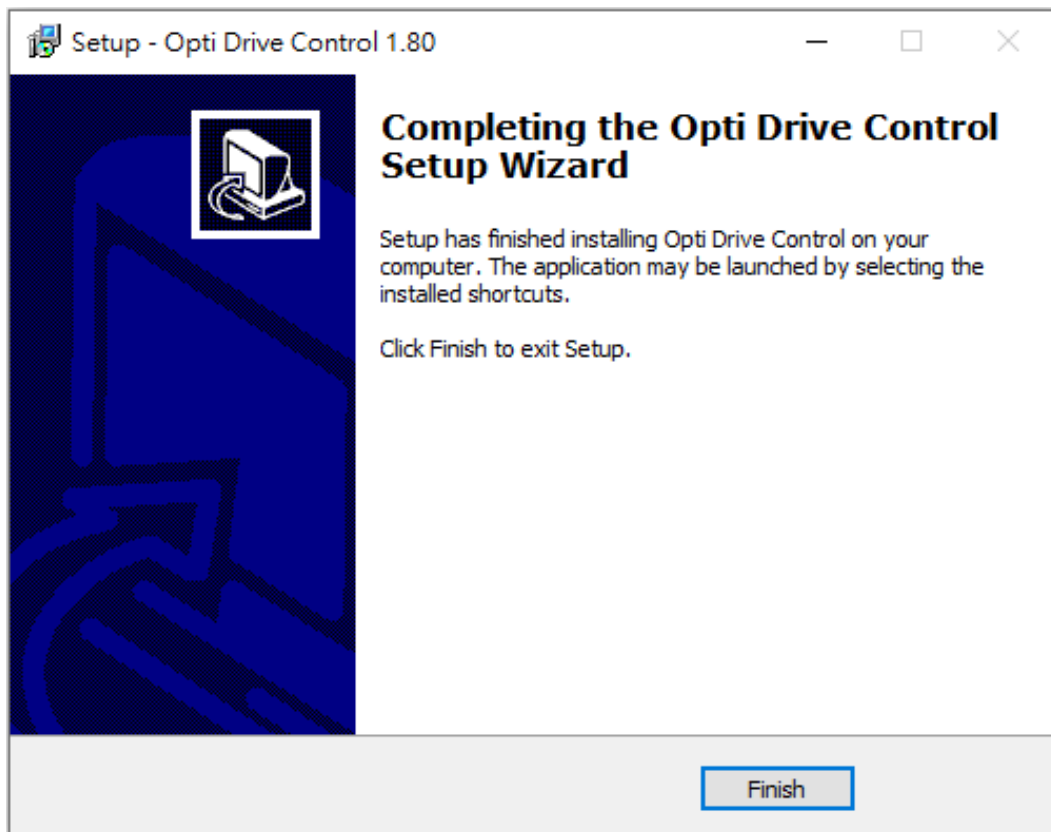 Setup - Opti Drive Control 1.80
Completing the Opti Drive Control
Setup Wizard
Setup has finished installing Opti Drive Control on your
computer. The application may be launched by selecting the
installed shortcuts.
Click Finish to exit Setup.
Finish